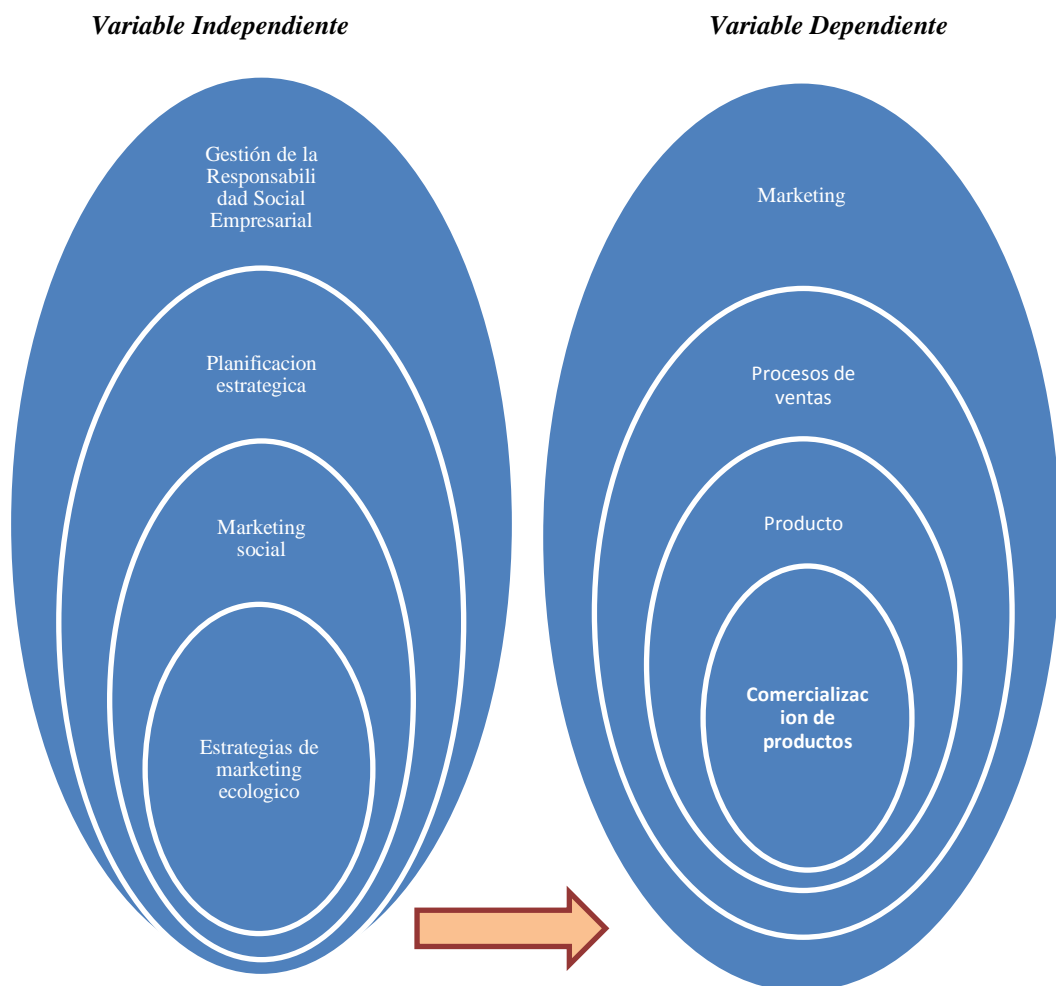 Variable Independiente
Variable Dependiente
Gestión de la
Responsabili
dad Social
Empresarial
Planificacion
estrategica
Marketing
social
Estrategias de
marketing
ecologico
Marketing
Procesos de
ventas
Producto
Comercializac
ion de
productos